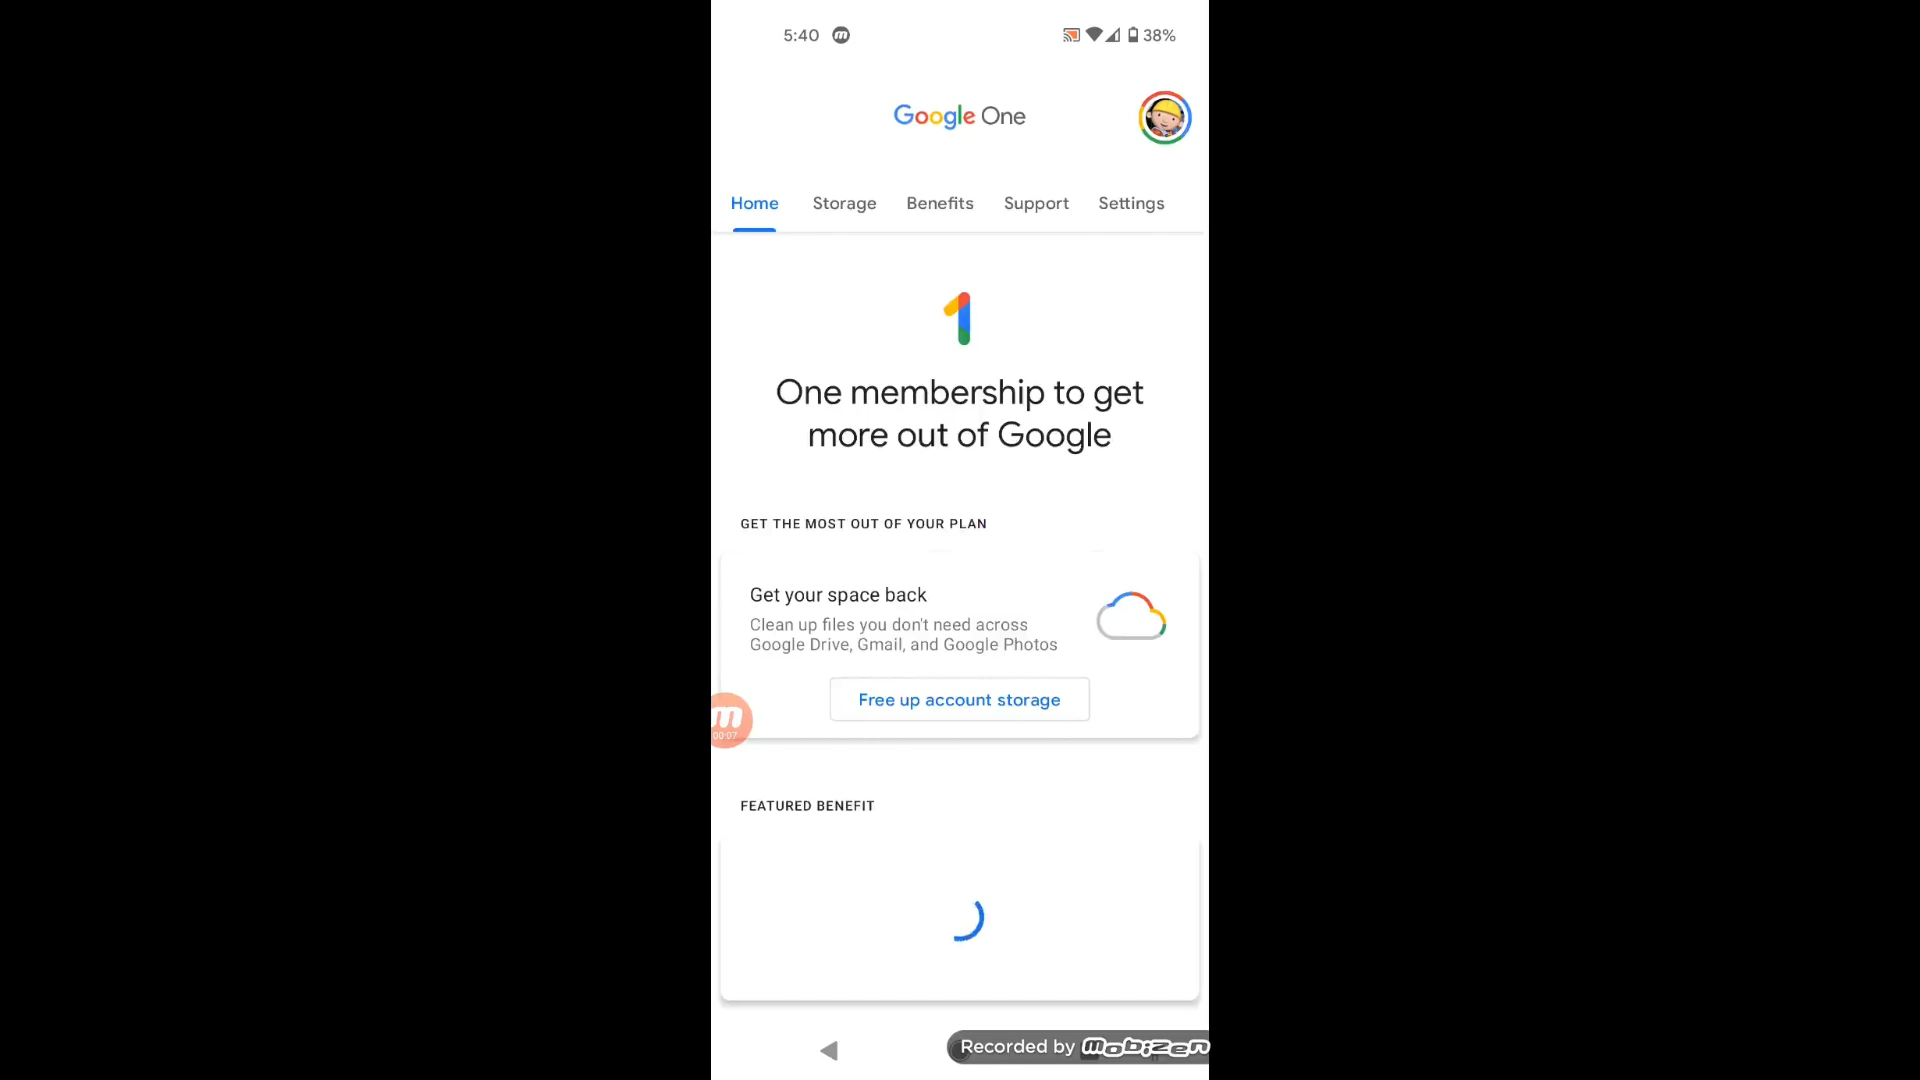 5:40 m 38%
Google One
Home Storage Benefits Support Settings
1
One membership to get
more out of Google
GET THE MOST OUT OF YOUR PLAN
Get your space back
Clean up files you don't need across
Google Drive, Gmail, and Google Photos
Free up account storage
m
00:07
FEATURED BENEFIT
Recorded by mobizen